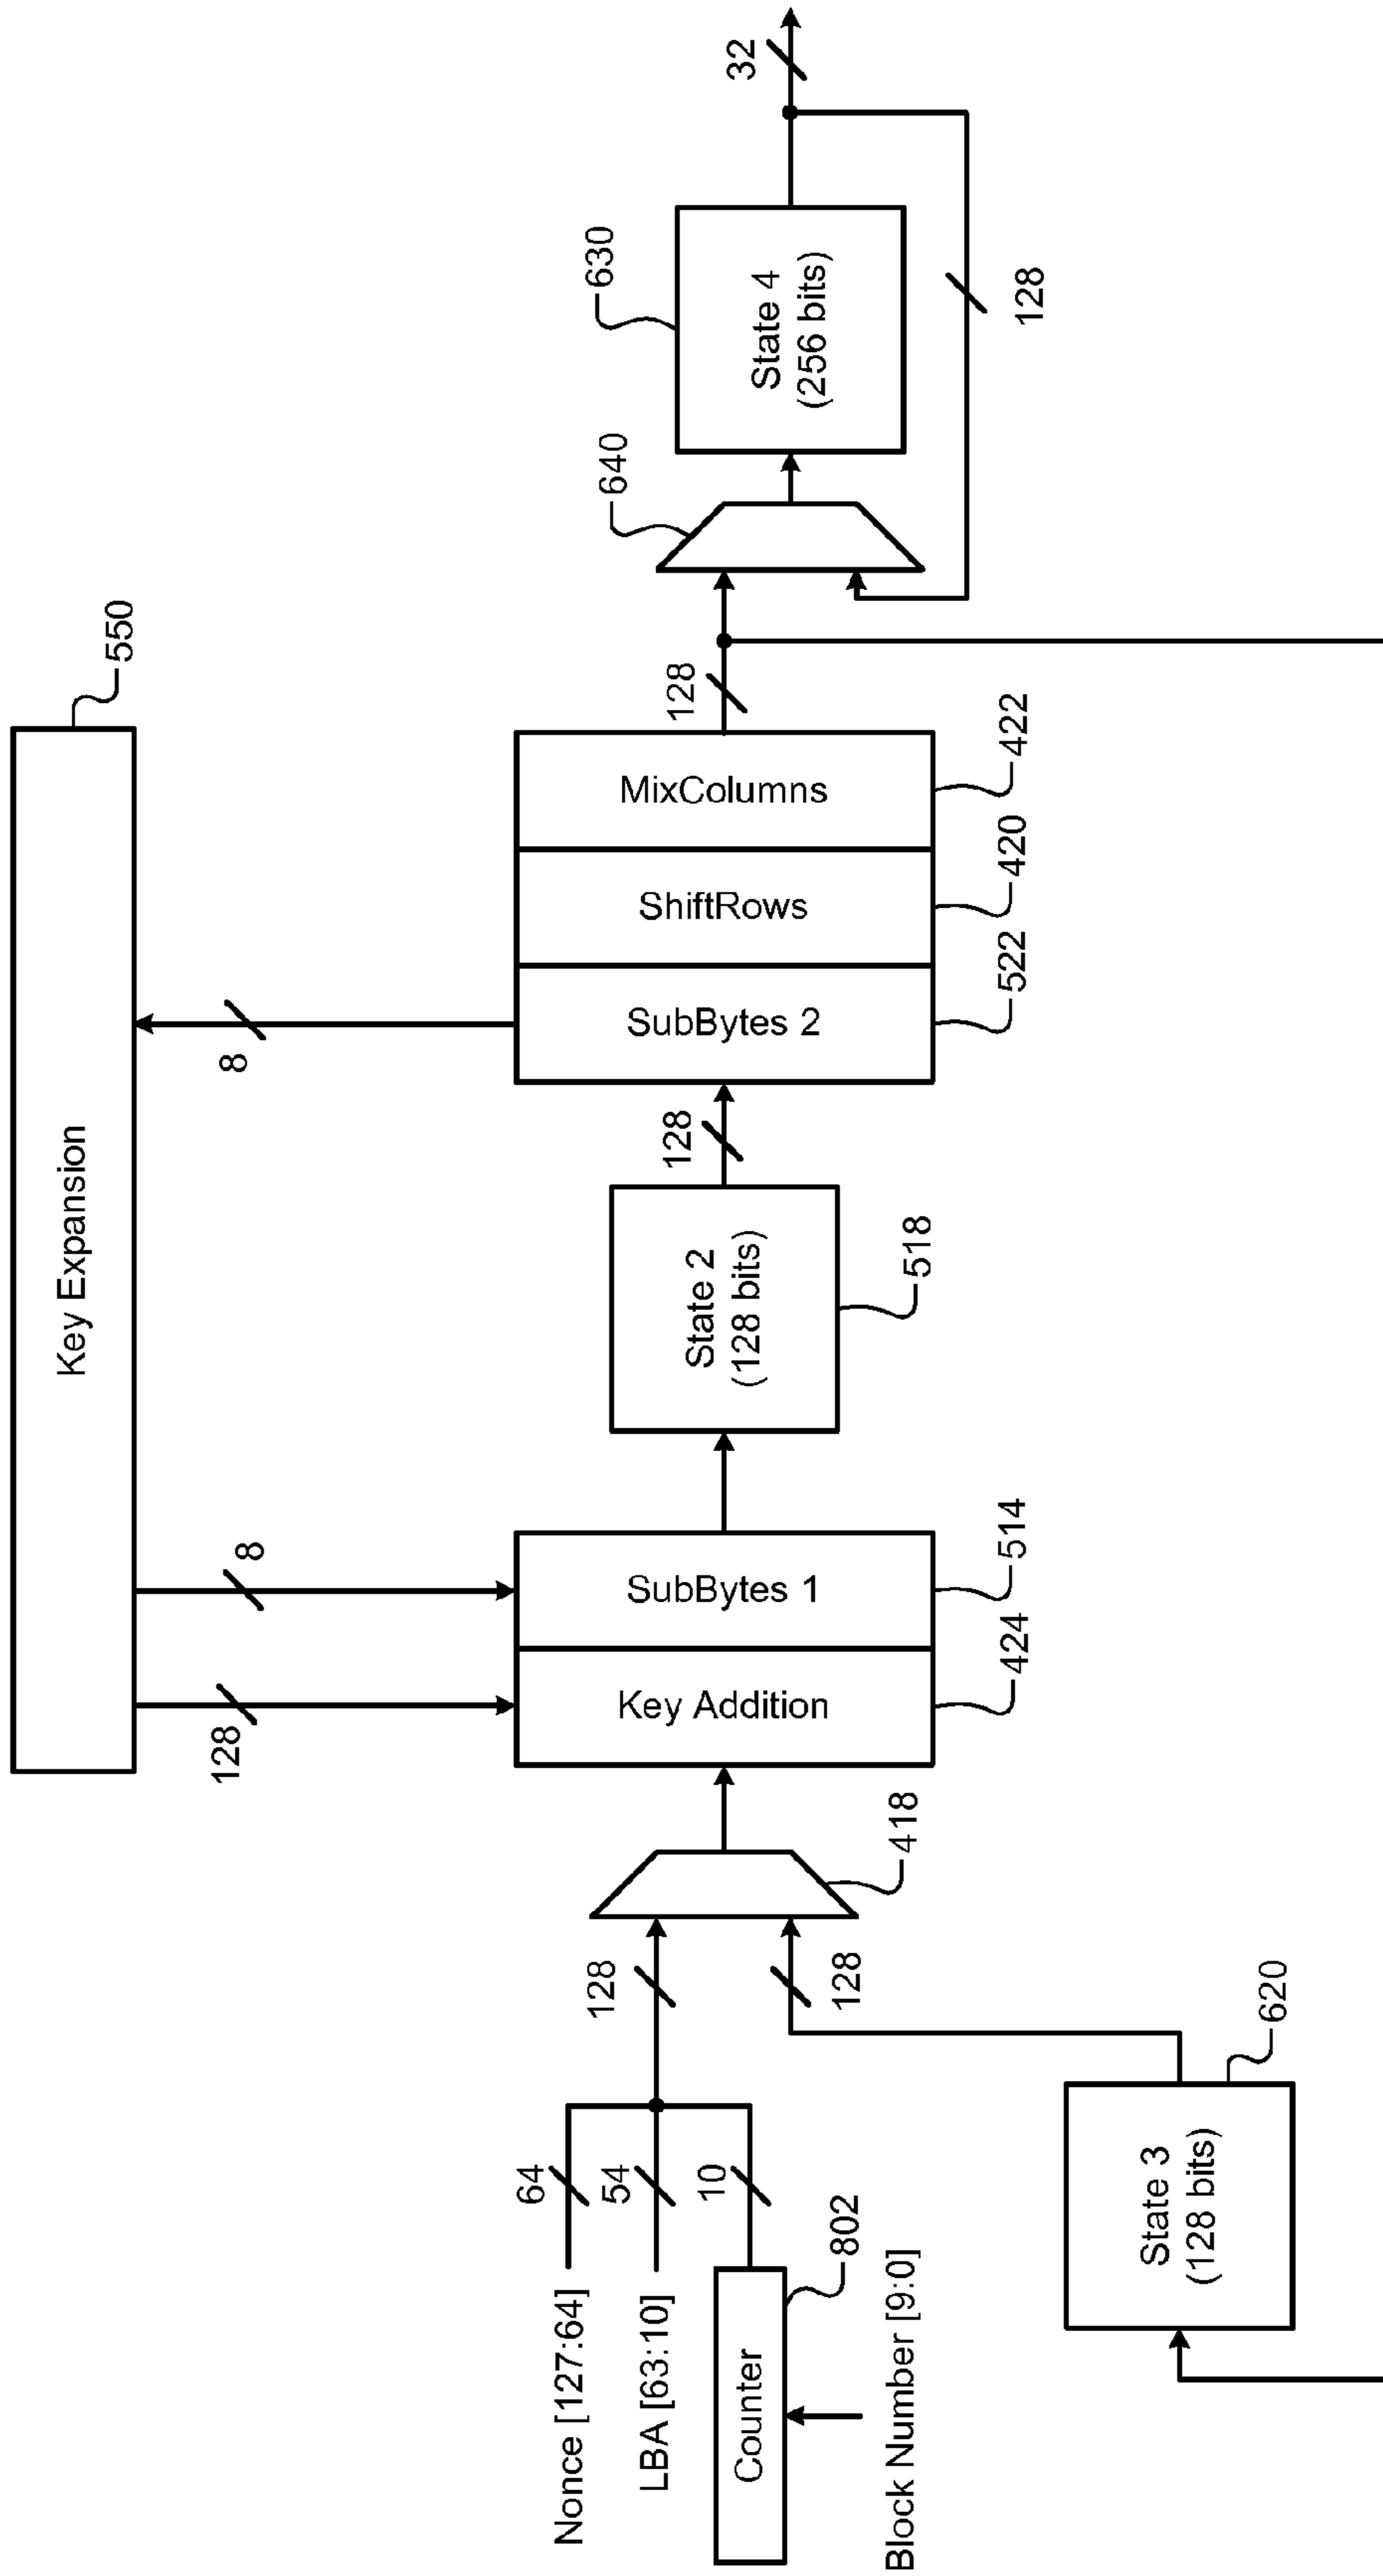 550
Key Expansion
128
8
8
Nonce [127:64]
64
LBA [63:10]
54
Counter
10
802
Block Number [9:0]
128
128
418
Key Addition
424
SubBytes 1
514
State 2
(128 bits)
518
128
SubBytes 2
522
ShiftRows
420
MixColumns
422
128
640
State 4
(256 bits)
630
32
128
State 3
(128 bits)
620